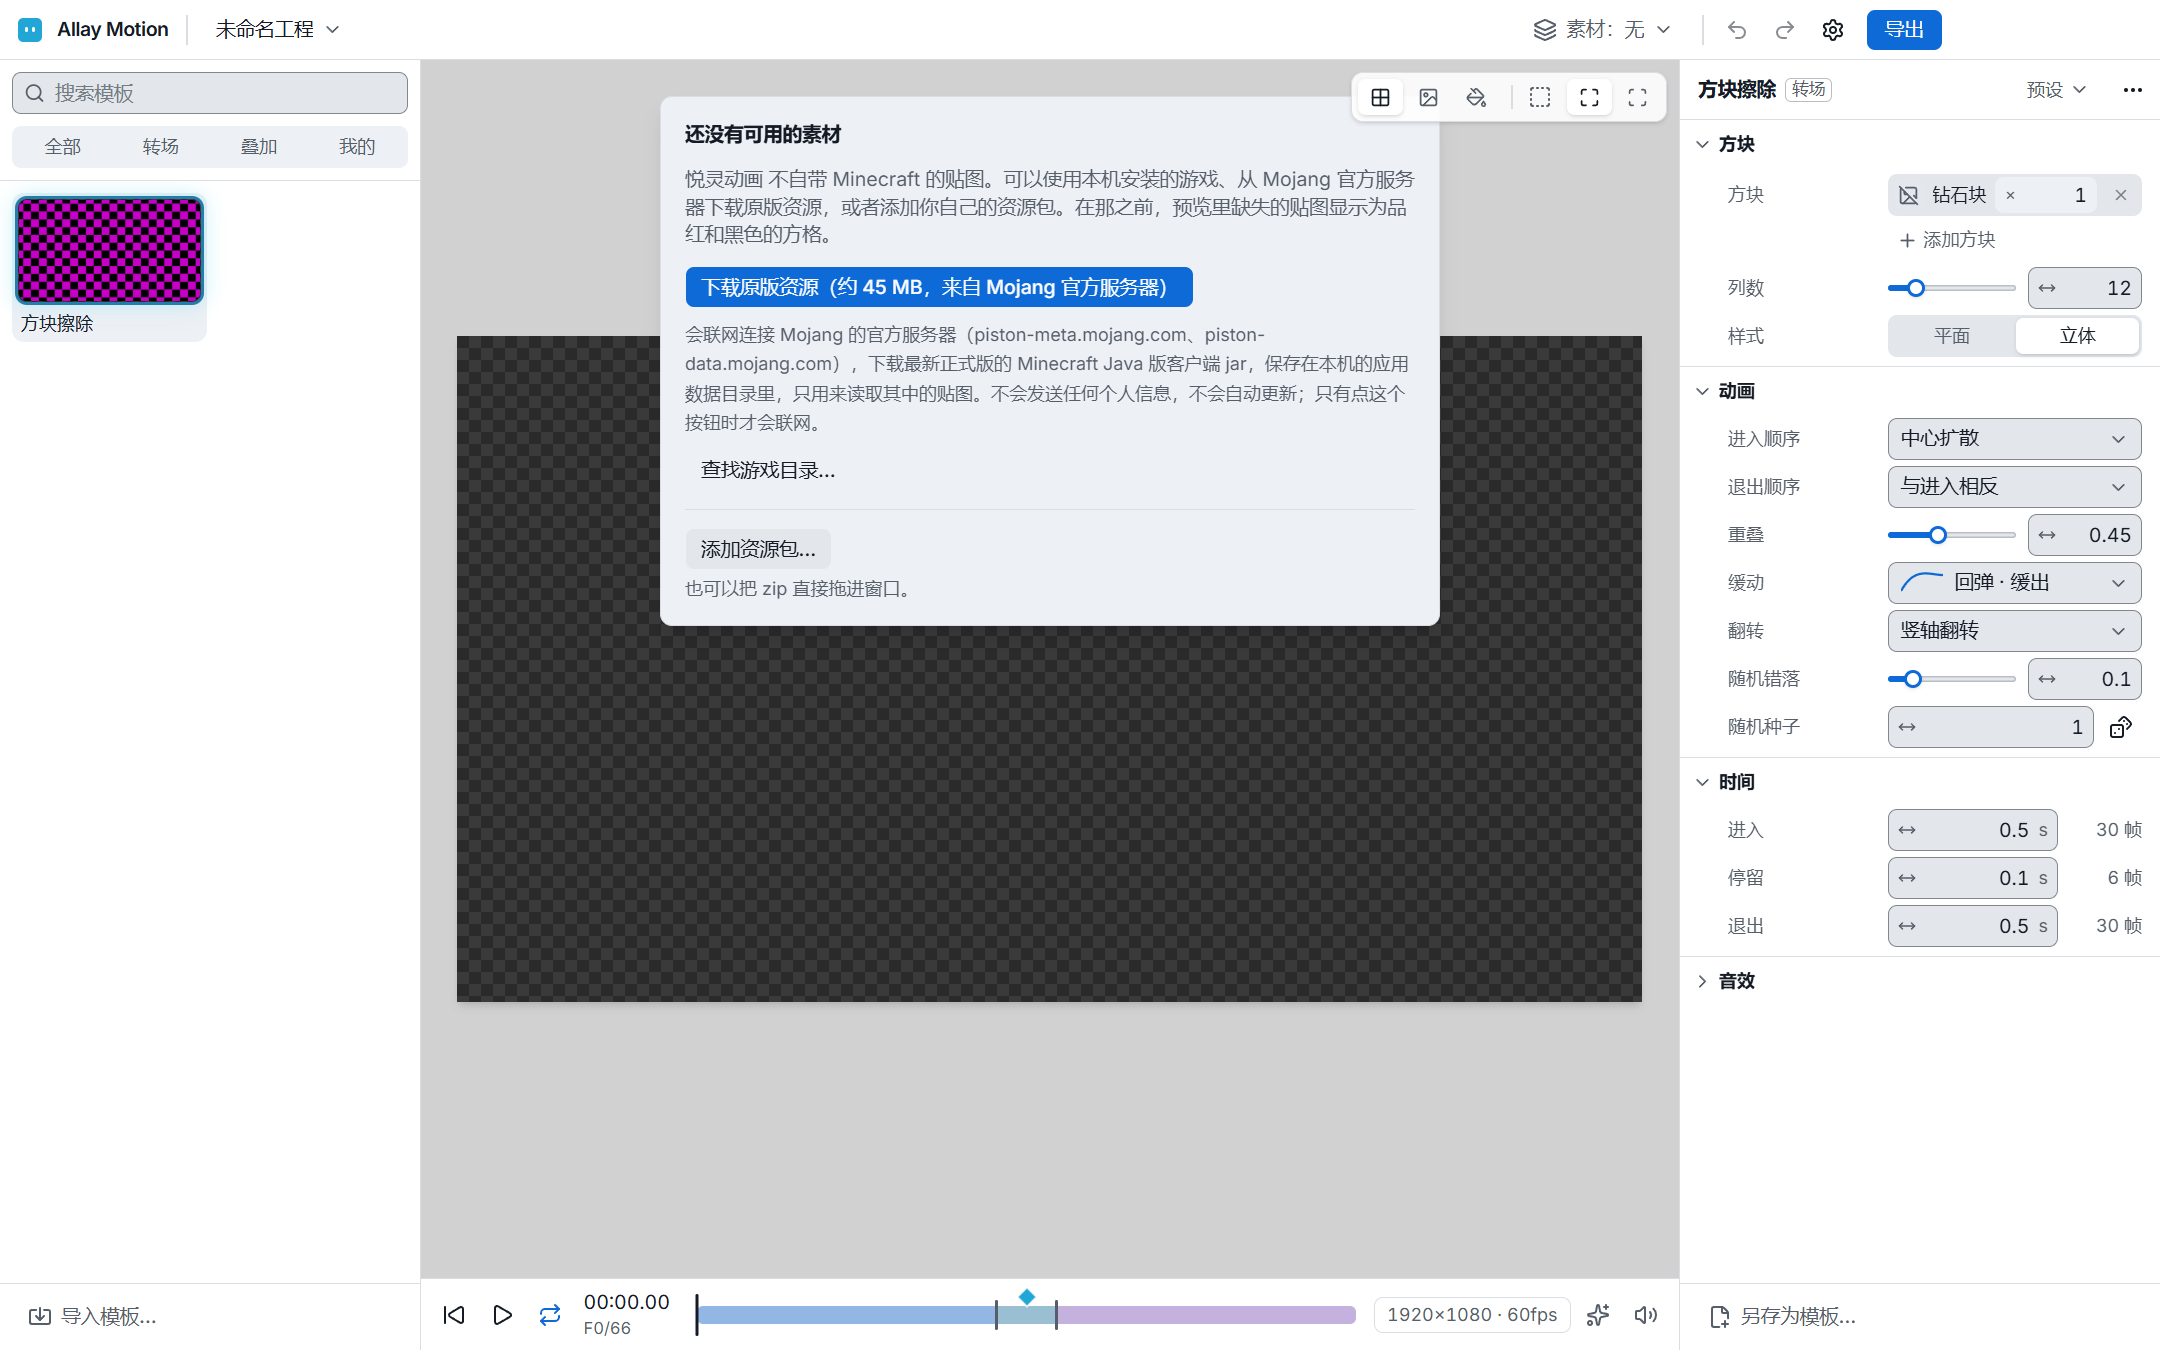 Allay Motion
未命名工程
素材：无
导出
搜索模板
全部
转场
叠加
我的
方块擦除
导入模板...
还没有可用的素材
悦灵动画 不自带 Minecraft 的贴图。可以使用本机安装的游戏、从 Mojang 官方服务
器下载原版资源，或者添加你自己的资源包。在那之前，预览里缺失的贴图显示为品
红和黑色的方格。
下载原版资源（约 45 MB，来自 Mojang 官方服务器）
会联网连接 Mojang 的官方服务器（piston-meta.mojang.com、piston-
data.mojang.com），下载最新正式版的 Minecraft Java 版客户端 jar，保存在本机的应用
数据目录里，只用来读取其中的贴图。不会发送任何个人信息，不会自动更新；只有点这个
按钮时才会联网。
查找游戏目录...
添加资源包...
也可以把 zip 直接拖进窗口。
00:00.00
F0/66
1920×1080 · 60fps
方块擦除
转场
预设
方块
方块
钻石块
×
1
添加方块
列数
12
样式
平面
立体
动画
进入顺序
中心扩散
退出顺序
与进入相反
重叠
0.45
缓动
回弹 · 缓出
翻转
竖轴翻转
随机错落
0.1
随机种子
1
时间
进入
0.5 s
30 帧
停留
0.1 s
6 帧
退出
0.5 s
30 帧
音效
另存为模板...